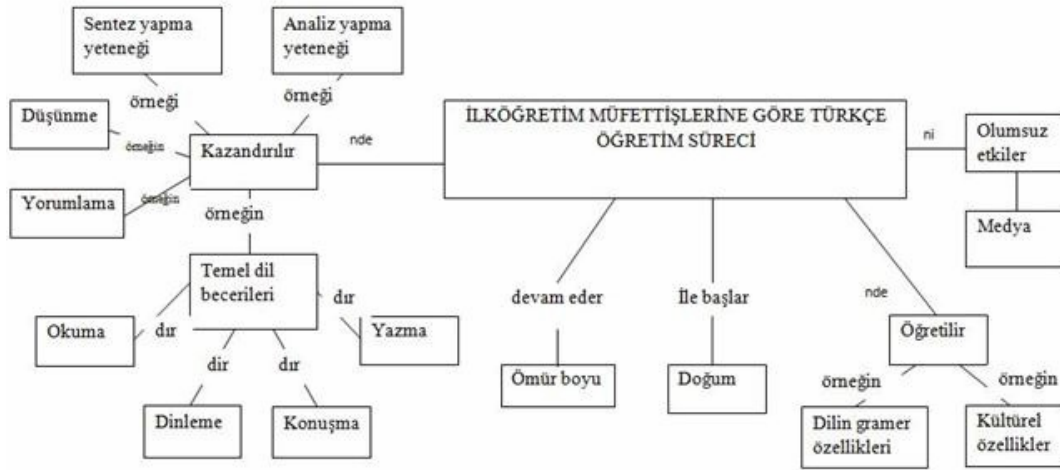 Sentez yapma
yeteneği
Analiz yapma
yeteneği
örneği
örneği
Düşünme
İLKÖĞRETİM MÜFETTİŞLERİNE GÖRE TÜRKÇE
ÖĞRETİM SÜRECİ
Olumsuz
etkiler
nde
ni
örneğin
Kazandırılır
Yorumlama
örneğin
örneğin
Medya
Temel dil
becerileri
devam eder
İle başlar
nde
Okuma
dır
dır
Yazma
Öğretilir
dir
dır
Ömür boyu
Doğum
örneğin
örneğin
Dinleme
Konuşma
Dilin gramer
özellikleri
Kültürel
özellikler